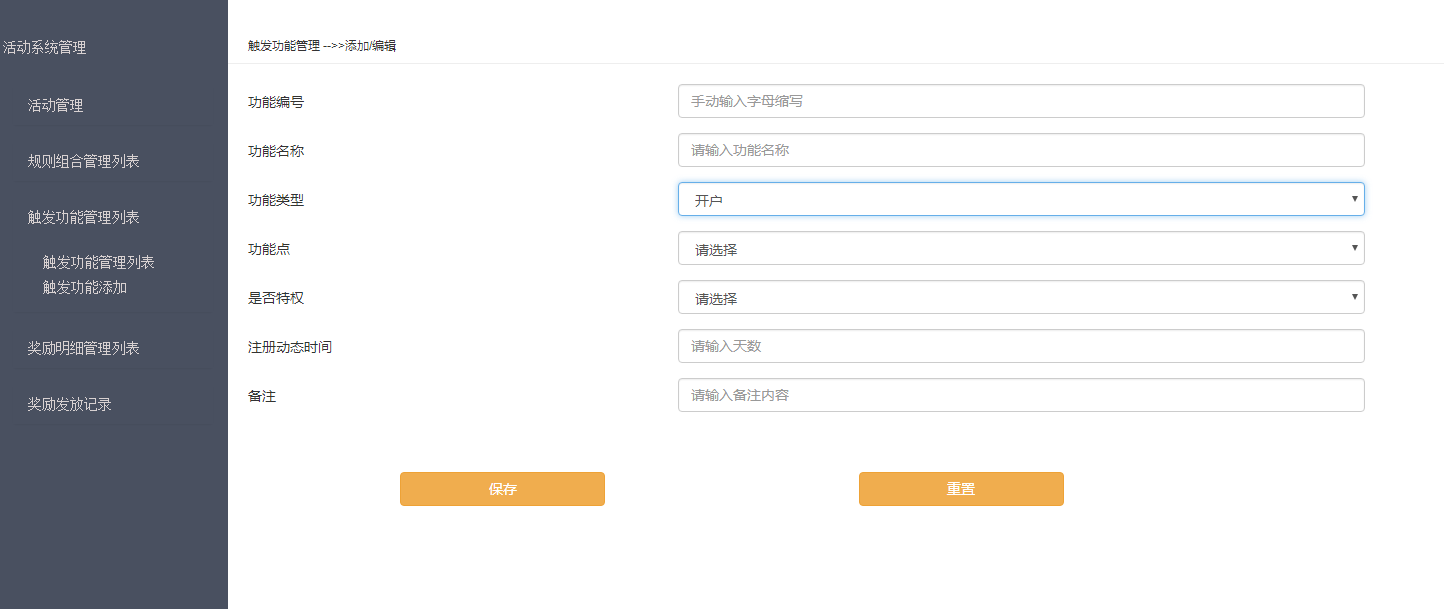 活动系统管理
活动管理
规则组合管理列表
触发功能管理列表
触发功能管理列表
触发功能添加
奖励明细管理列表
奖励发放记录
触发功能管理 -->>添加/编辑
功能编号
手动输入字母缩写
功能名称
请输入功能名称
功能类型
开户
功能点
请选择
是否特权
请选择
注册动态时间
请输入天数
备注
请输入备注内容
保存
重置